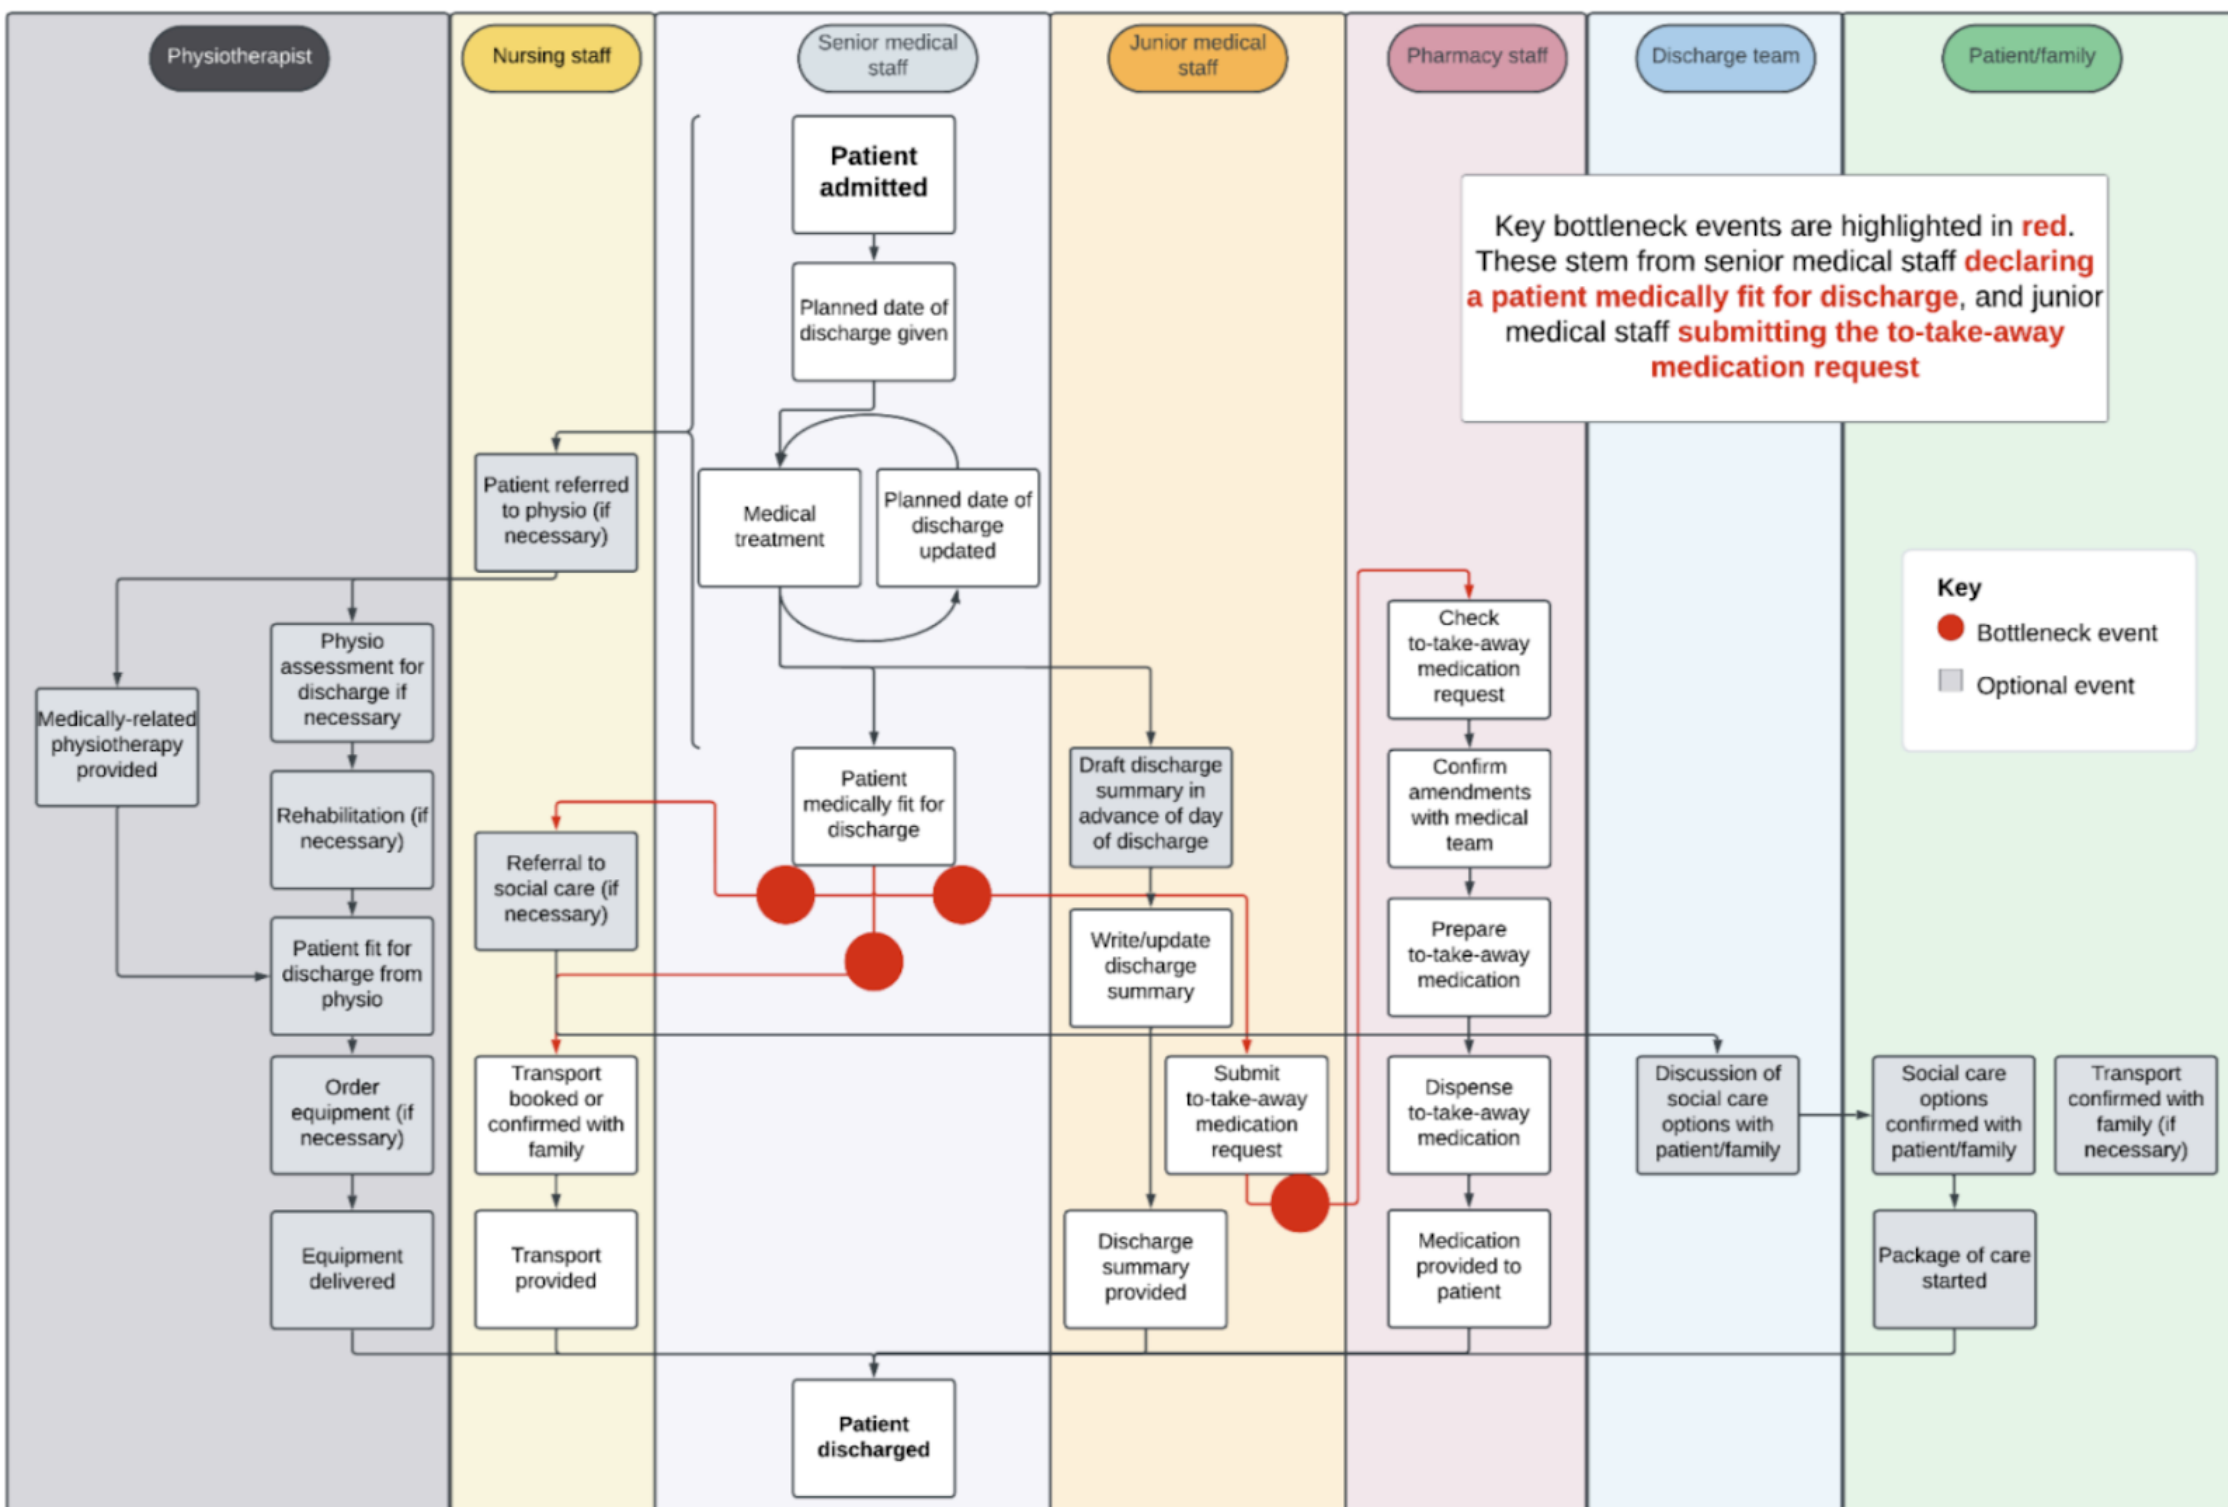 Physiotherapist
Nursing staff
Senior medical
staff
Junior medical
staff
Pharmacy staff
Discharge team
Patient/family
Patient
admitted
Key bottleneck events are highlighted in red.
These stem from senior medical staff declaring
a patient medically fit for discharge, and junior
medical staff submitting the to-take-away
medication request
Planned date of
discharge given
Patient referred
to physio (if
necessary)
Medical
treatment
Planned date of
discharge
updated
Key
Bottleneck event
Optional event
Physio
assessment for
discharge if
necessary
Medically-related
physiotherapy
provided
Check
to-take-away
medication
request
Patient
medically fit for
discharge
Draft discharge
summary in
advance of day
of discharge
Confirm
amendments
with medical
team
Rehabilitation (if
necessary)
Referral to
social care (if
necessary)
Patient fit for
discharge from
physio
Write/update
discharge
summary
Prepare
to-take-away
medication
Order
equipment (if
necessary)
Transport
booked or
confirmed with
family
Submit
to-take-away
medication
request
Dispense
to-take-away
medication
Discussion of
social care
options with
patient/family
Social care
options
confirmed with
patient/family
Transport
confirmed with
family (if
necessary)
Equipment
delivered
Transport
provided
Discharge
summary
provided
Medication
provided to
patient
Package of care
started
Patient
discharged